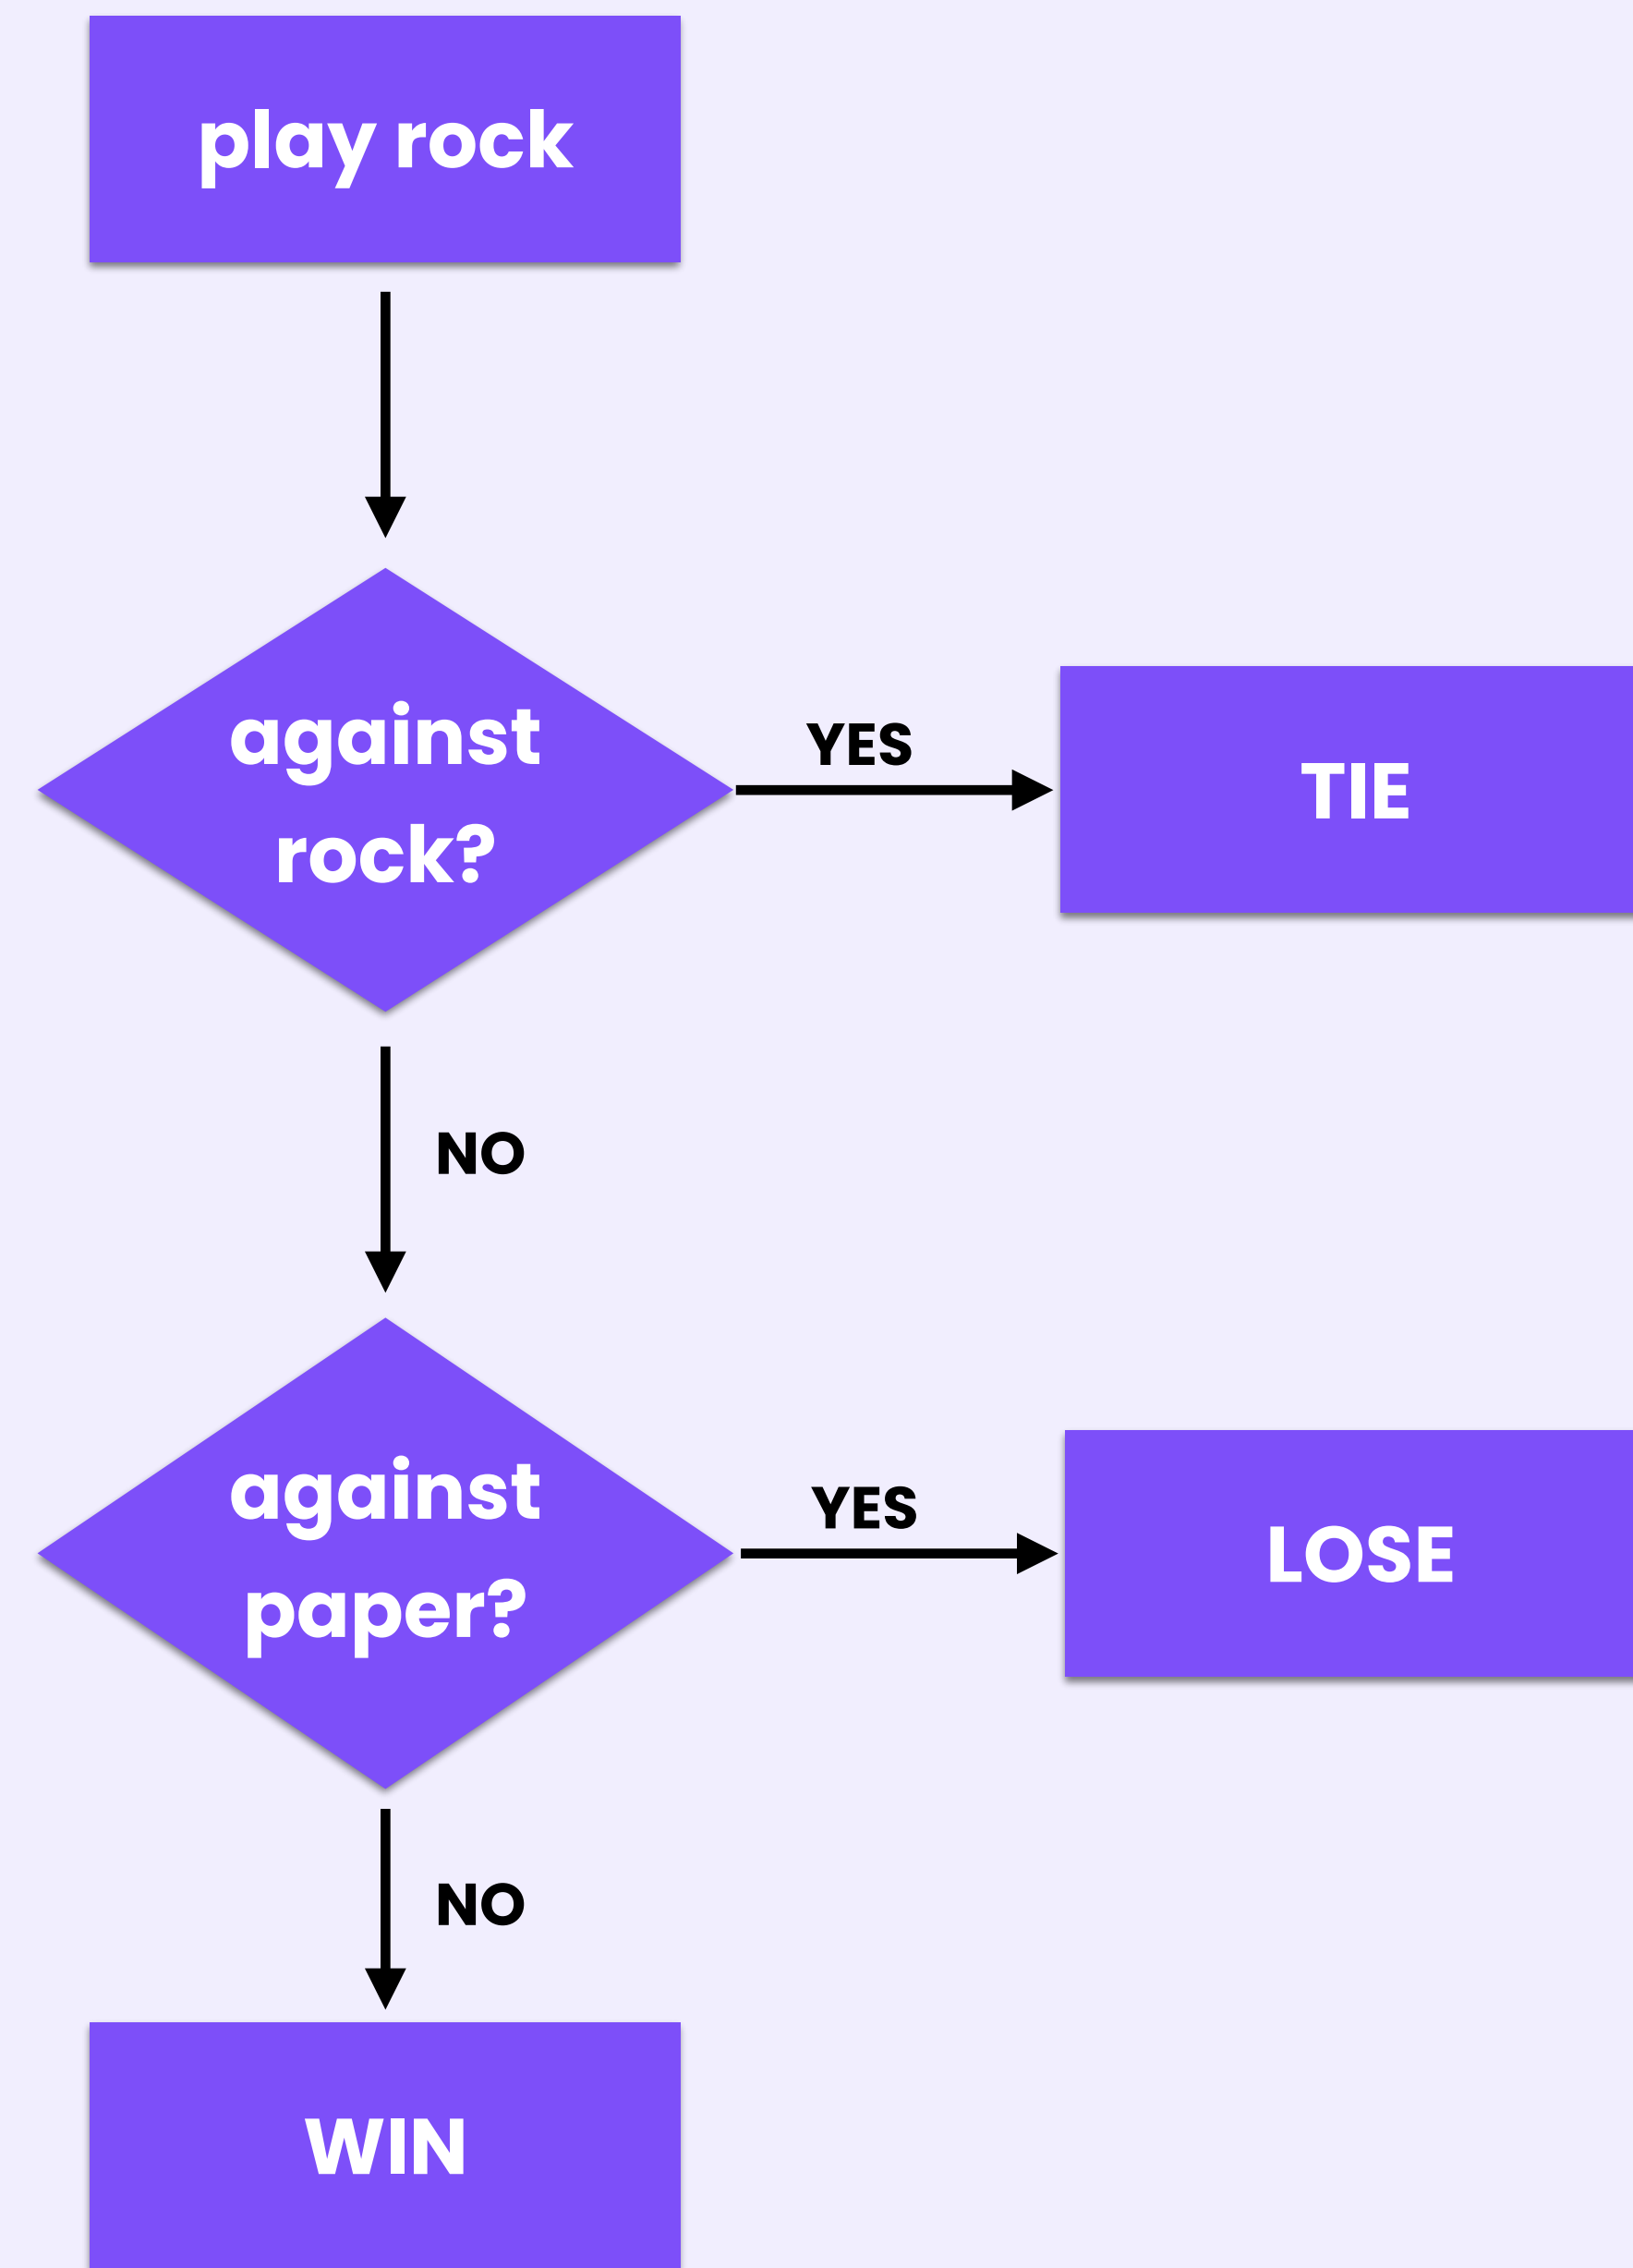 play rock
against
rock?
YES
TIE
NO
against
paper?
YES
LOSE
NO
WIN